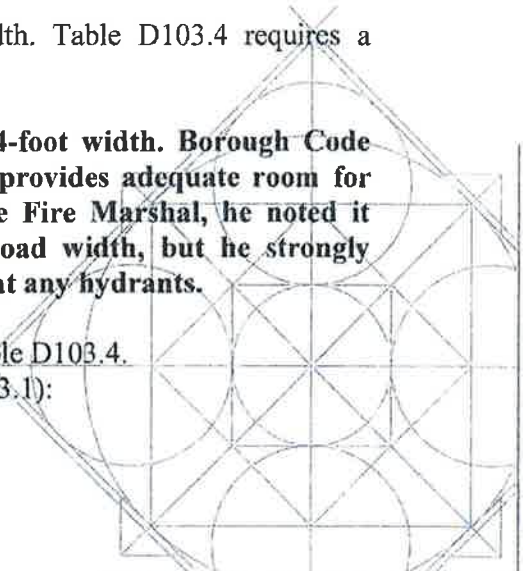 dth. Table D103.4 requires a
4-foot width. Borough Code
provides adequate room for
e Fire Marshal, he noted it
oad width, but he strongly
at any hydrants.
le D103.4.
3.1):